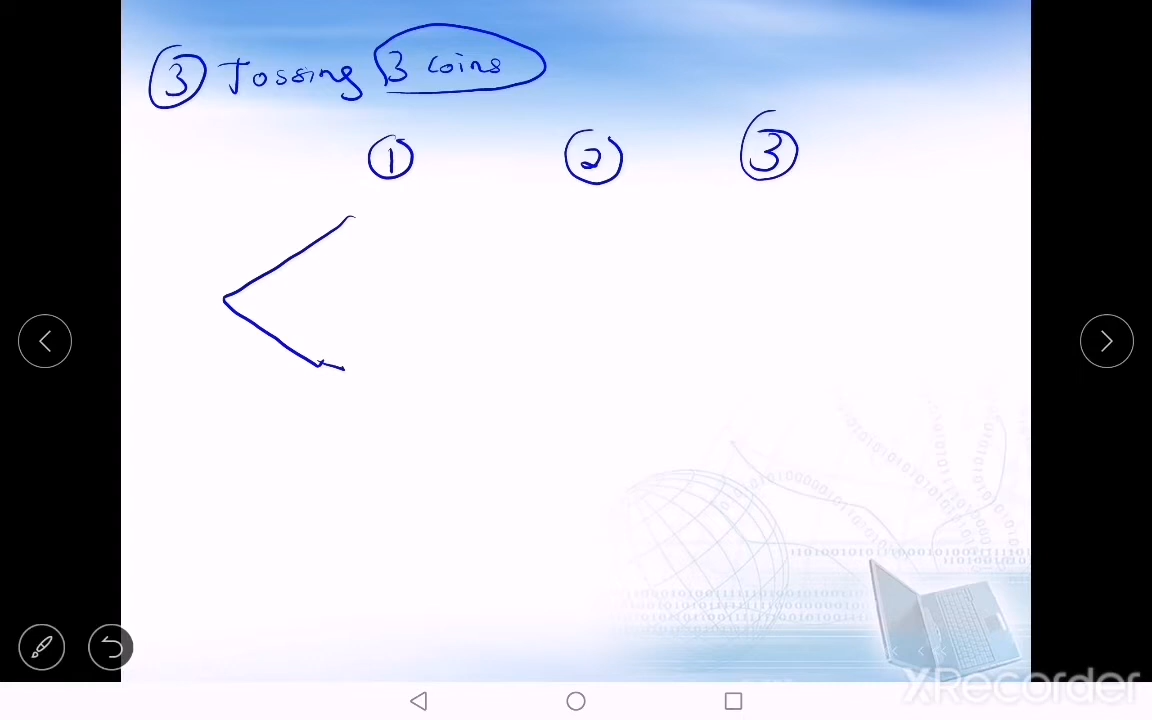 ③ Tossing 3 coins
① ② ③
XRecorder